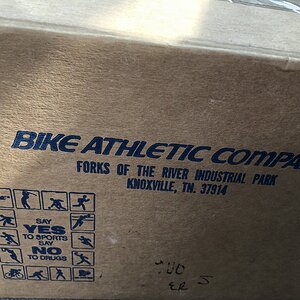 BIKE ATHLETIC COMPA
FORKS OF THE RIVER INDUSTRIAL PARK
KNOXVILLE, TN. 37914
SAY
YES
TO SPORTS
SAY
NO
TO DRUGS